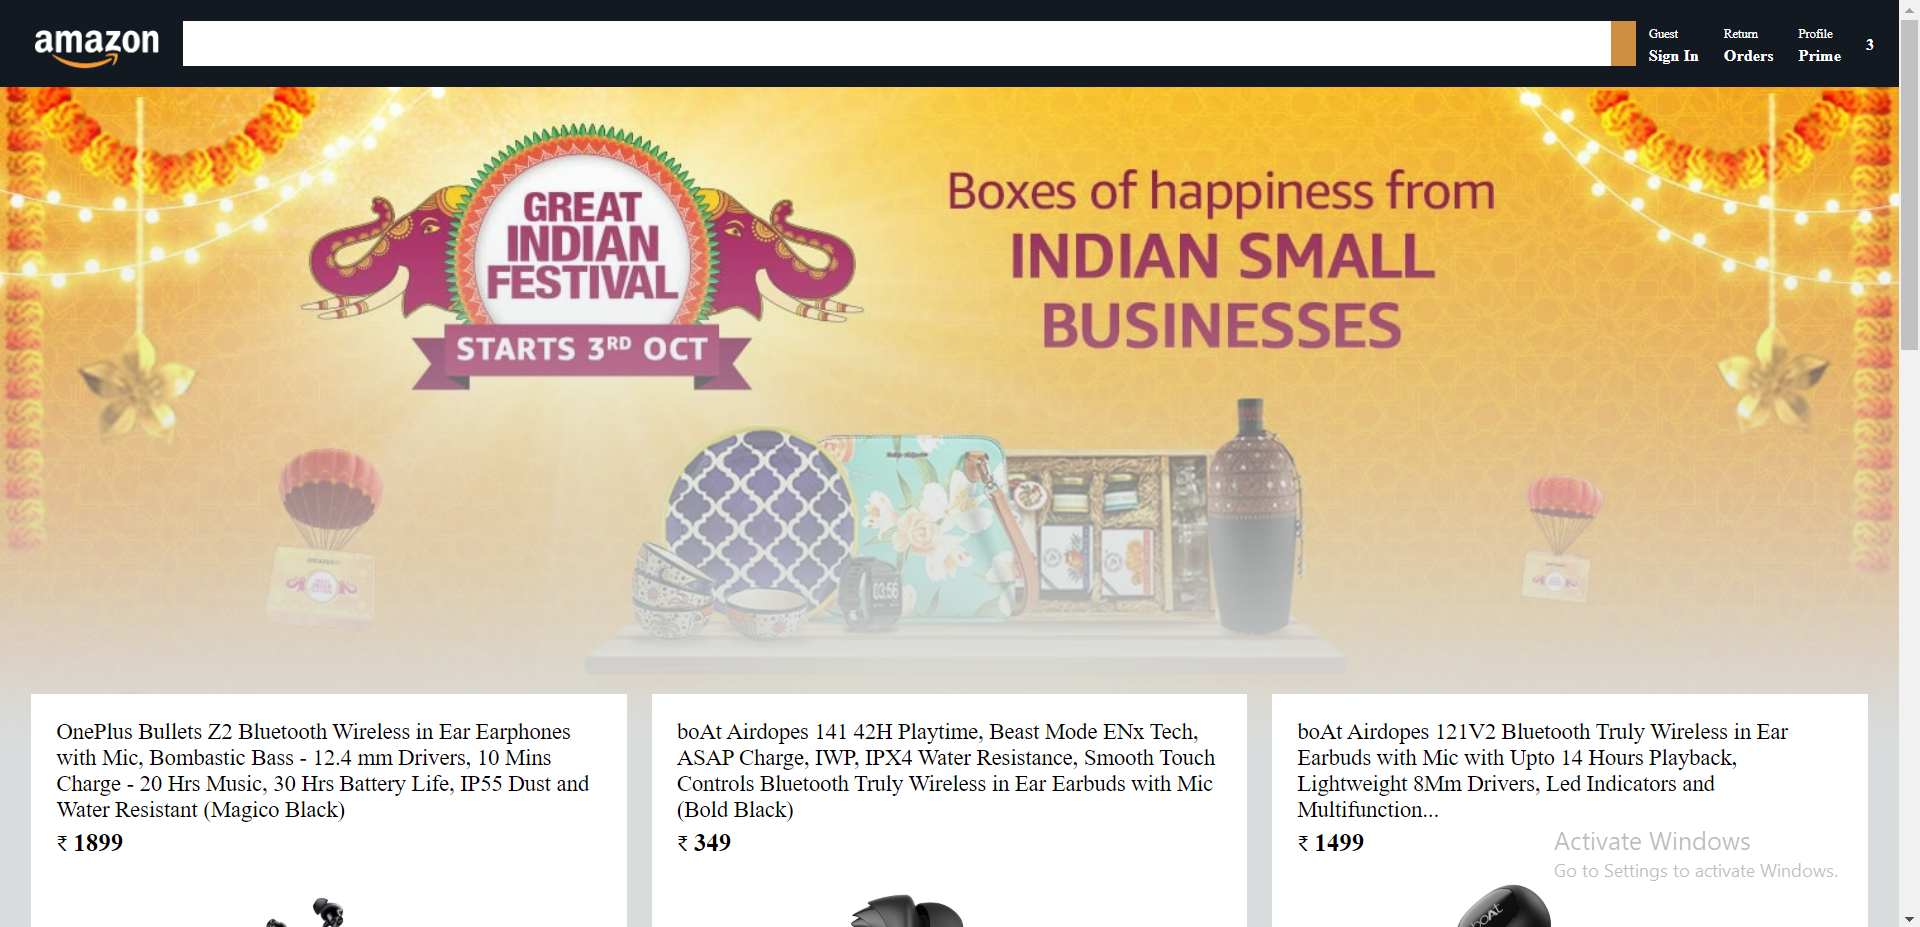 amazon
Guest
Sign In
Return
Orders
Profile
Prime
3
GREAT
INDIAN
FESTIVAL
STARTS 3RD OCT
Boxes of happiness from
INDIAN SMALL
BUSINESSES
03:56
GREAT
INDIAN
FESTIVAL
OnePlus Bullets Z2 Bluetooth Wireless in Ear Earphones
with Mic, Bombastic Bass - 12.4 mm Drivers, 10 Mins
Charge - 20 Hrs Music, 30 Hrs Battery Life, IP55 Dust and
Water Resistant (Magico Black)
₹ 1899
boAt Airdopes 141 42H Playtime, Beast Mode ENx Tech,
ASAP Charge, IWP, IPX4 Water Resistance, Smooth Touch
Controls Bluetooth Truly Wireless in Ear Earbuds with Mic
(Bold Black)
₹ 349
boAt Airdopes 121V2 Bluetooth Truly Wireless in Ear
Earbuds with Mic with Upto 14 Hours Playback,
Lightweight 8Mm Drivers, Led Indicators and
Multifunction...
₹ 1499
boAt
Activate Windows
Go to Settings to activate Windows.